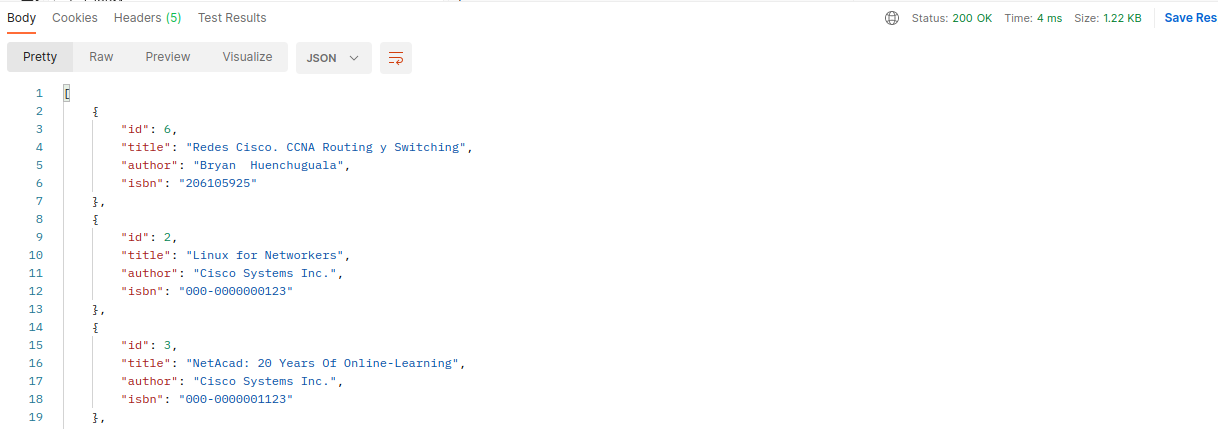 Body Cookies Headers (5) Test Results Status: 200 OK Time: 4 ms Size: 1.22 KB Save Res
Pretty Raw Preview Visualize JSON
1 [
2 {
3 "id": 6,
4 "title": "Redes Cisco. CCNA Routing y Switching",
5 "author": "Bryan  Huenchuguala",
6 "isbn": "206105925"
7 },
8 {
9 "id": 2,
10 "title": "Linux for Networkers",
11 "author": "Cisco Systems Inc.",
12 "isbn": "000-0000000123"
13 },
14 {
15 "id": 3,
16 "title": "NetAcad: 20 Years Of Online-Learning",
17 "author": "Cisco Systems Inc.",
18 "isbn": "000-0000001123"
19 },